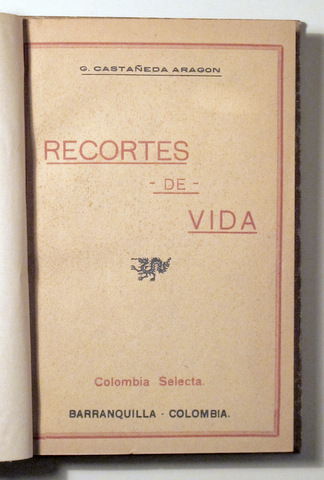 G. CASTAÑEDA ARAGON
RECORTES
- DE -
VIDA
Colombia Selecta.
BARRANQUILLA - COLOMBIA.